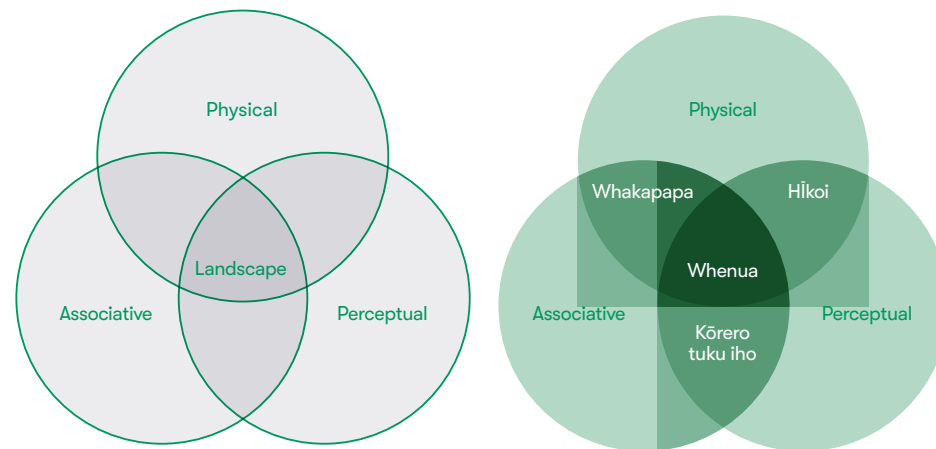 Physical
Landscape
Associative
Perceptual
Physical
Whakapapa
Hīkoi
Whenua
Associative
Perceptual
Kōrero
tuku iho